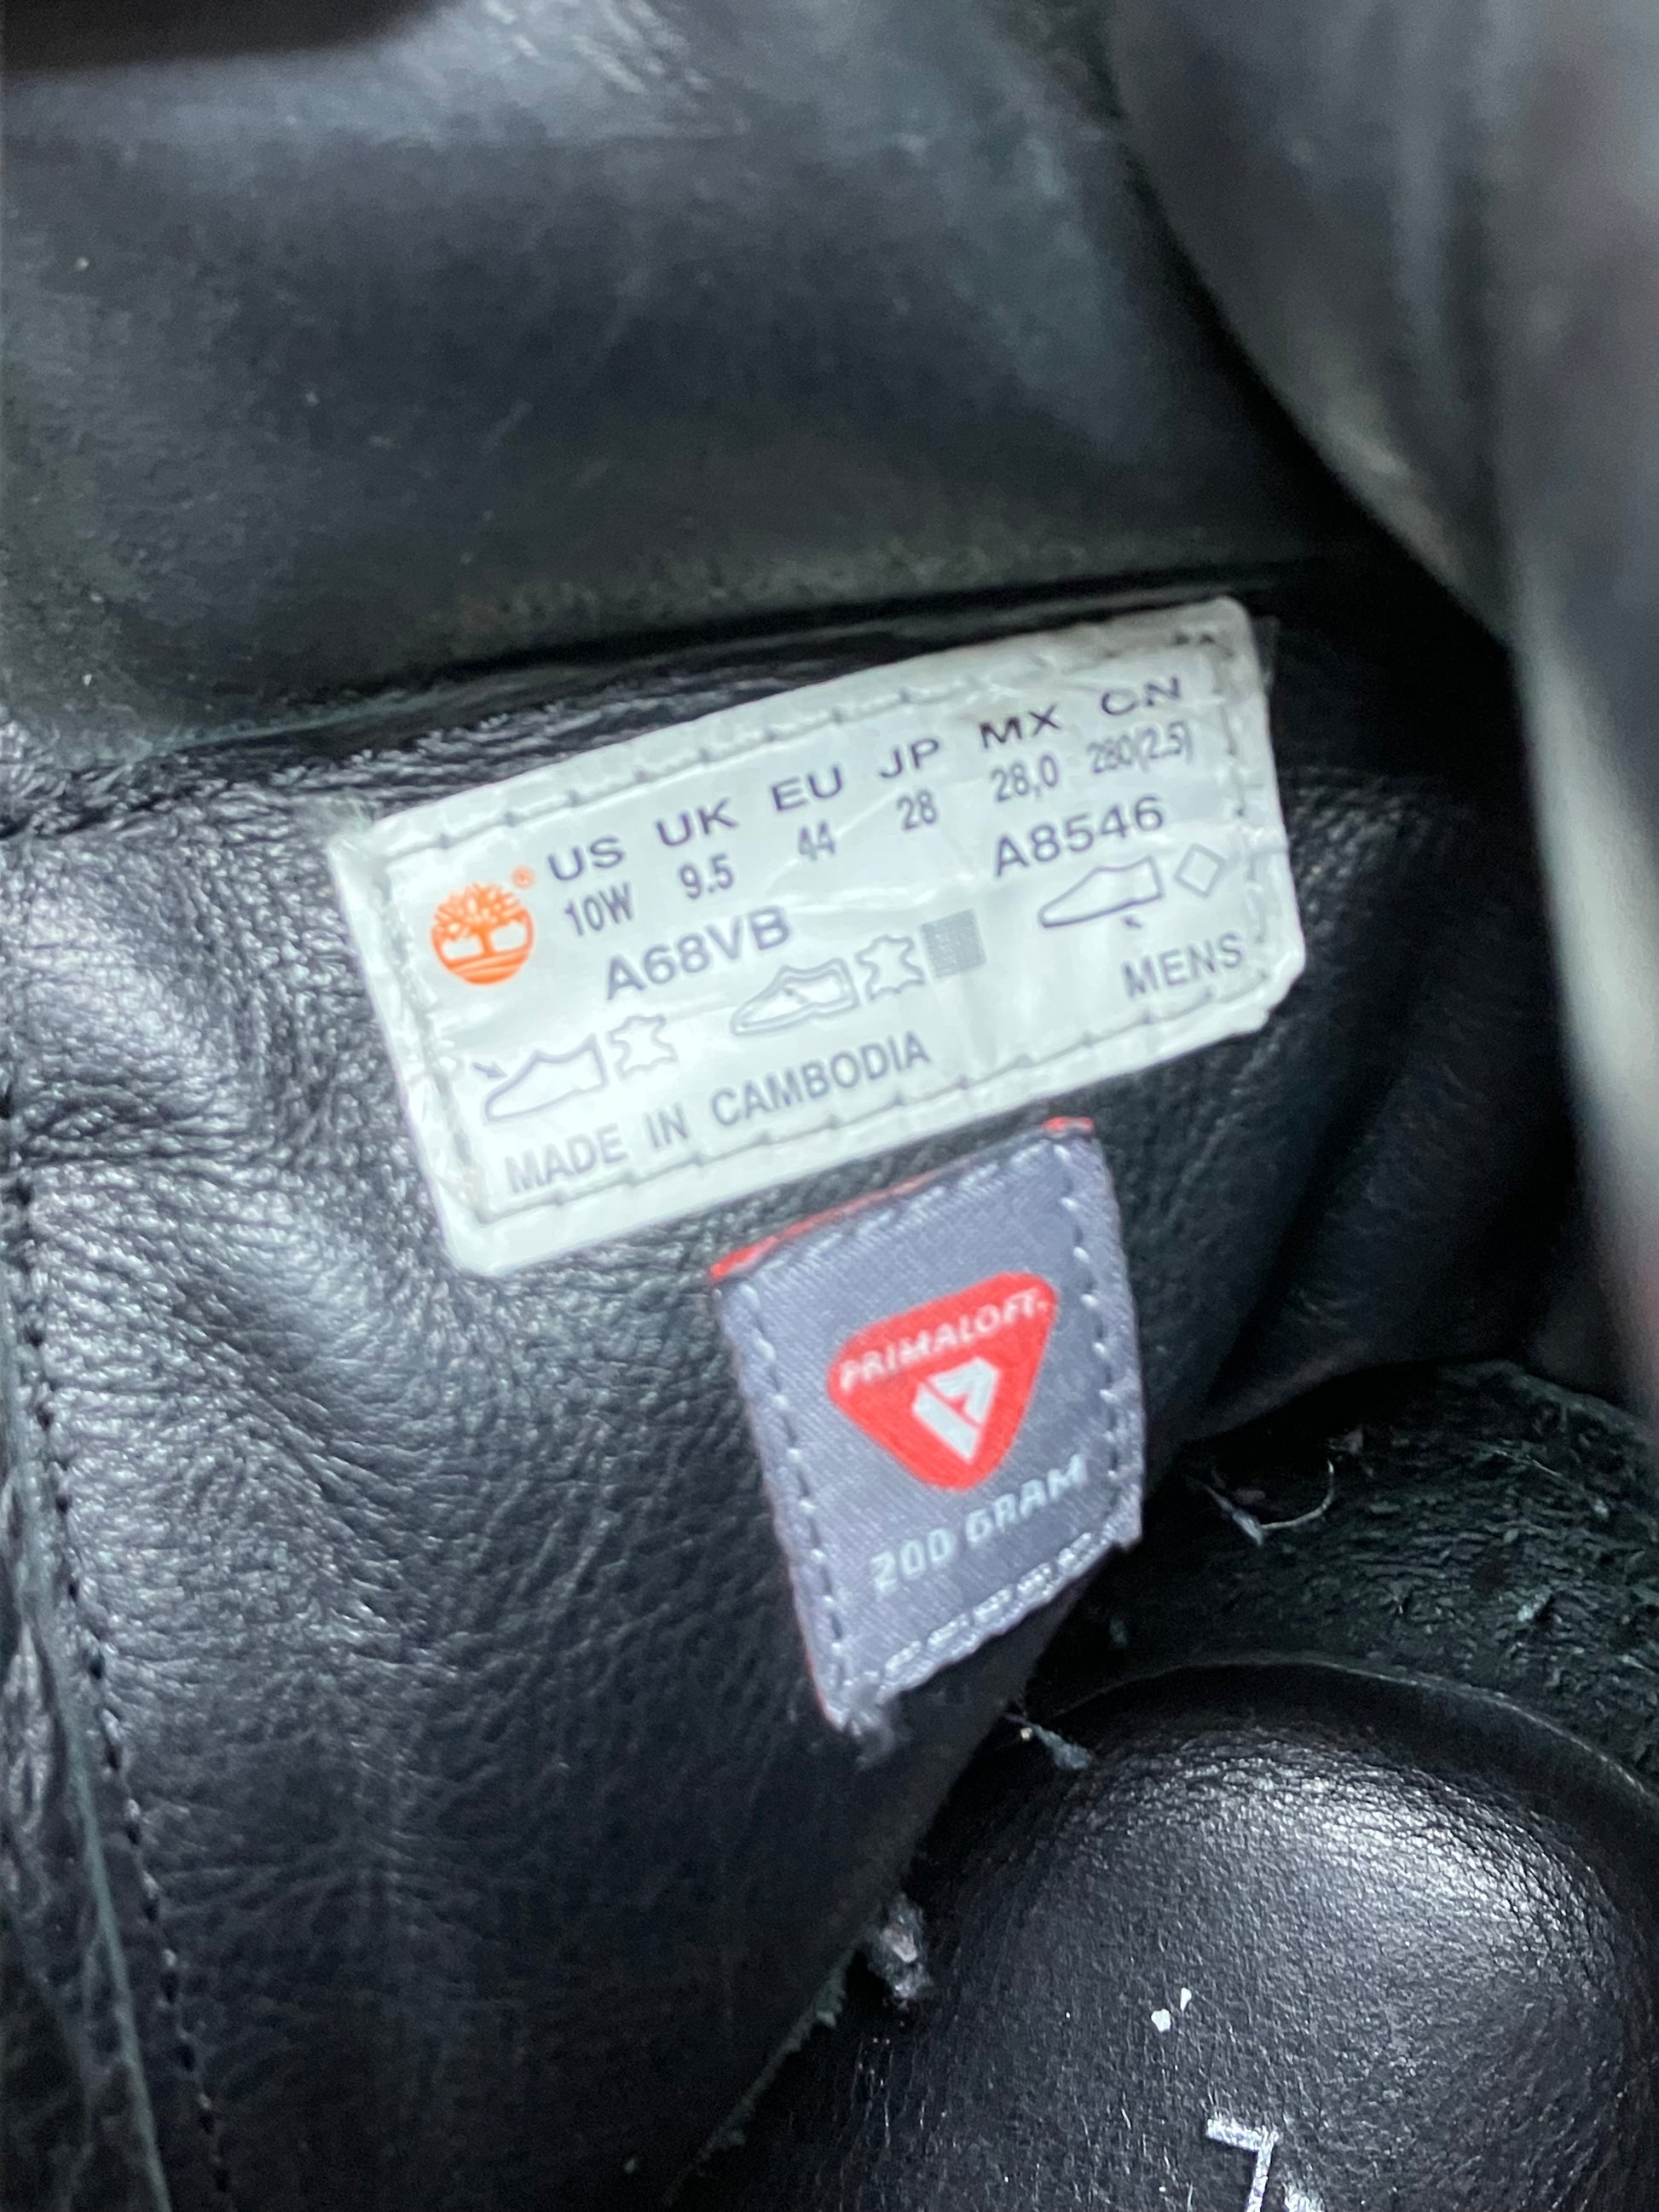 ® US UK EU JP MX CN
10W 9.5 44 28 28,0 280(2.5)
A68VB A8546
MENS
MADE IN CAMBODIA
PRIMALOFT
200 GRAM